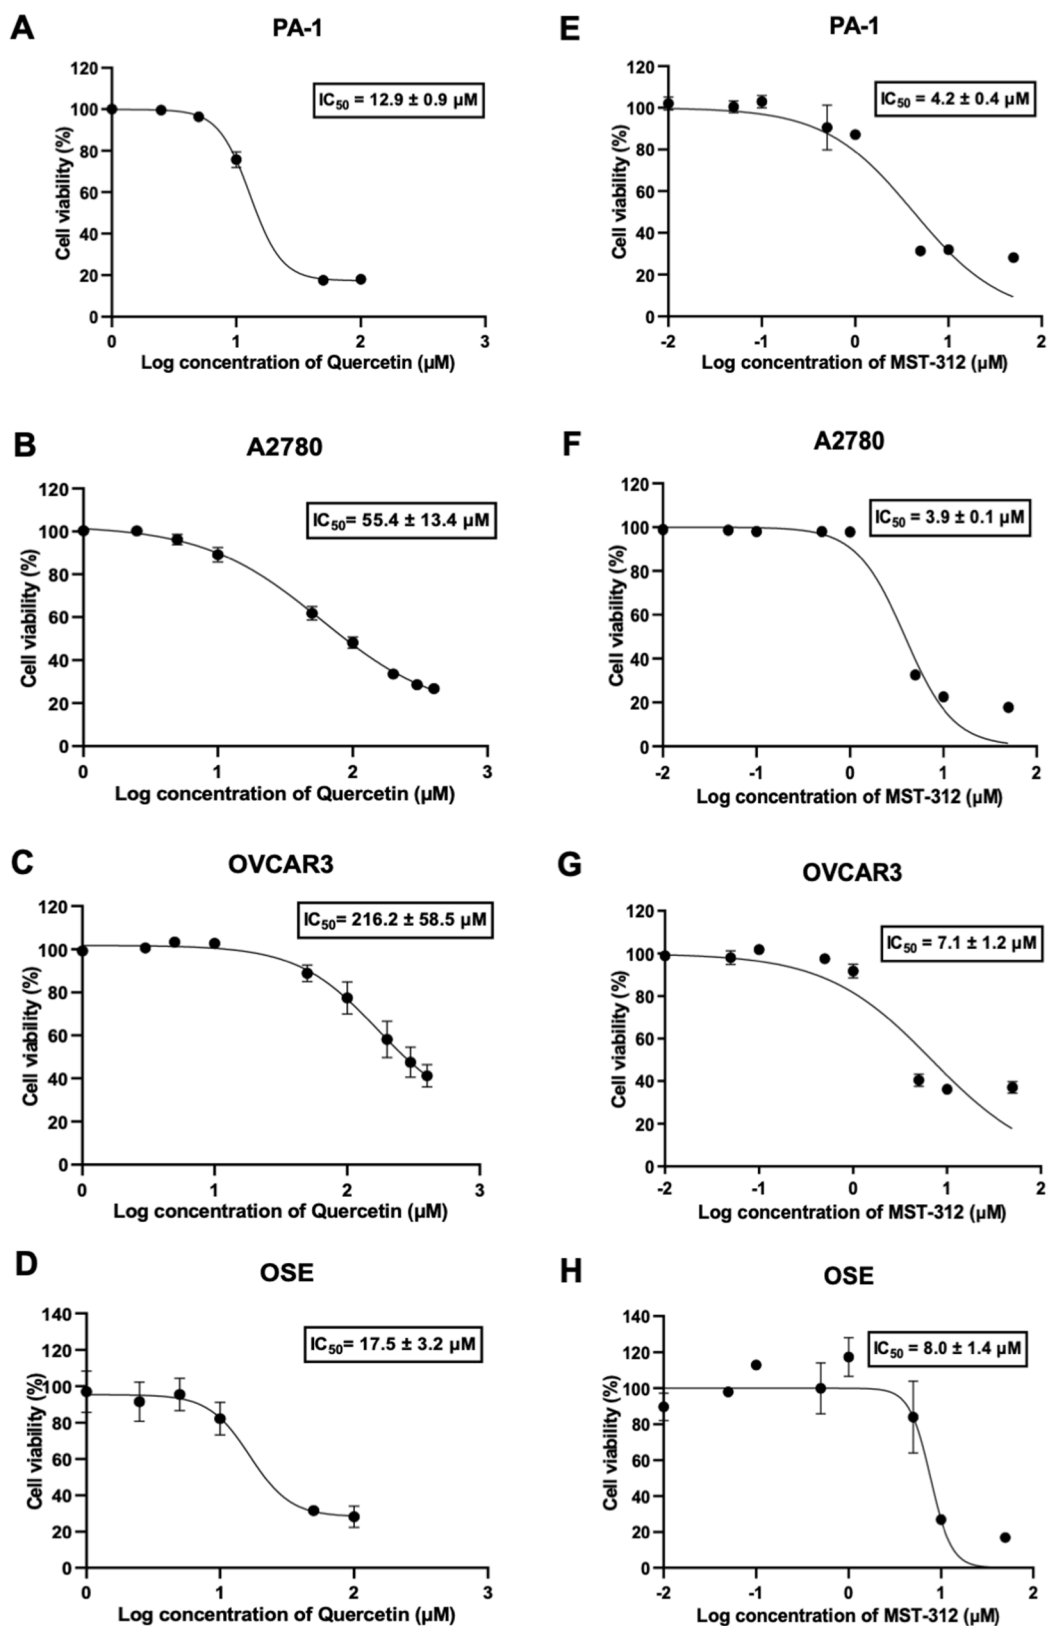 A
PA-1
IC50 = 12.9 ± 0.9 µM
120
100
80
60
40
20
0
Cell viability (%)
0 1 2 3
Log concentration of Quercetin (µM)
E
PA-1
IC50 = 4.2 ± 0.4 µM
120
100
80
60
40
20
0
Cell viability (%)
-2 -1 0 1 2
Log concentration of MST-312 (µM)
B
A2780
IC50= 55.4 ± 13.4 µM
120
100
80
60
40
20
0
Cell viability (%)
0 1 2 3
Log concentration of Quercetin (µM)
F
A2780
IC50 = 3.9 ± 0.1 µM
120
100
80
60
40
20
0
Cell viability (%)
-2 -1 0 1 2
Log concentration of MST-312 (µM)
C
OVCAR3
IC50= 216.2 ± 58.5 µM
120
100
80
60
40
20
0
Cell viability (%)
0 1 2 3
Log concentration of Quercetin (µM)
G
OVCAR3
IC50 = 7.1 ± 1.2 µM
120
100
80
60
40
20
0
Cell viability (%)
-2 -1 0 1 2
Log concentration of MST-312 (µM)
D
OSE
IC50= 17.5 ± 3.2 µM
140
120
100
80
60
40
20
0
Cell viability (%)
0 1 2 3
Log concentration of Quercetin (µM)
H
OSE
IC50 = 8.0 ± 1.4 µM
140
120
100
80
60
40
20
0
Cell viability (%)
-2 -1 0 1 2
Log concentration of MST-312 (µM)